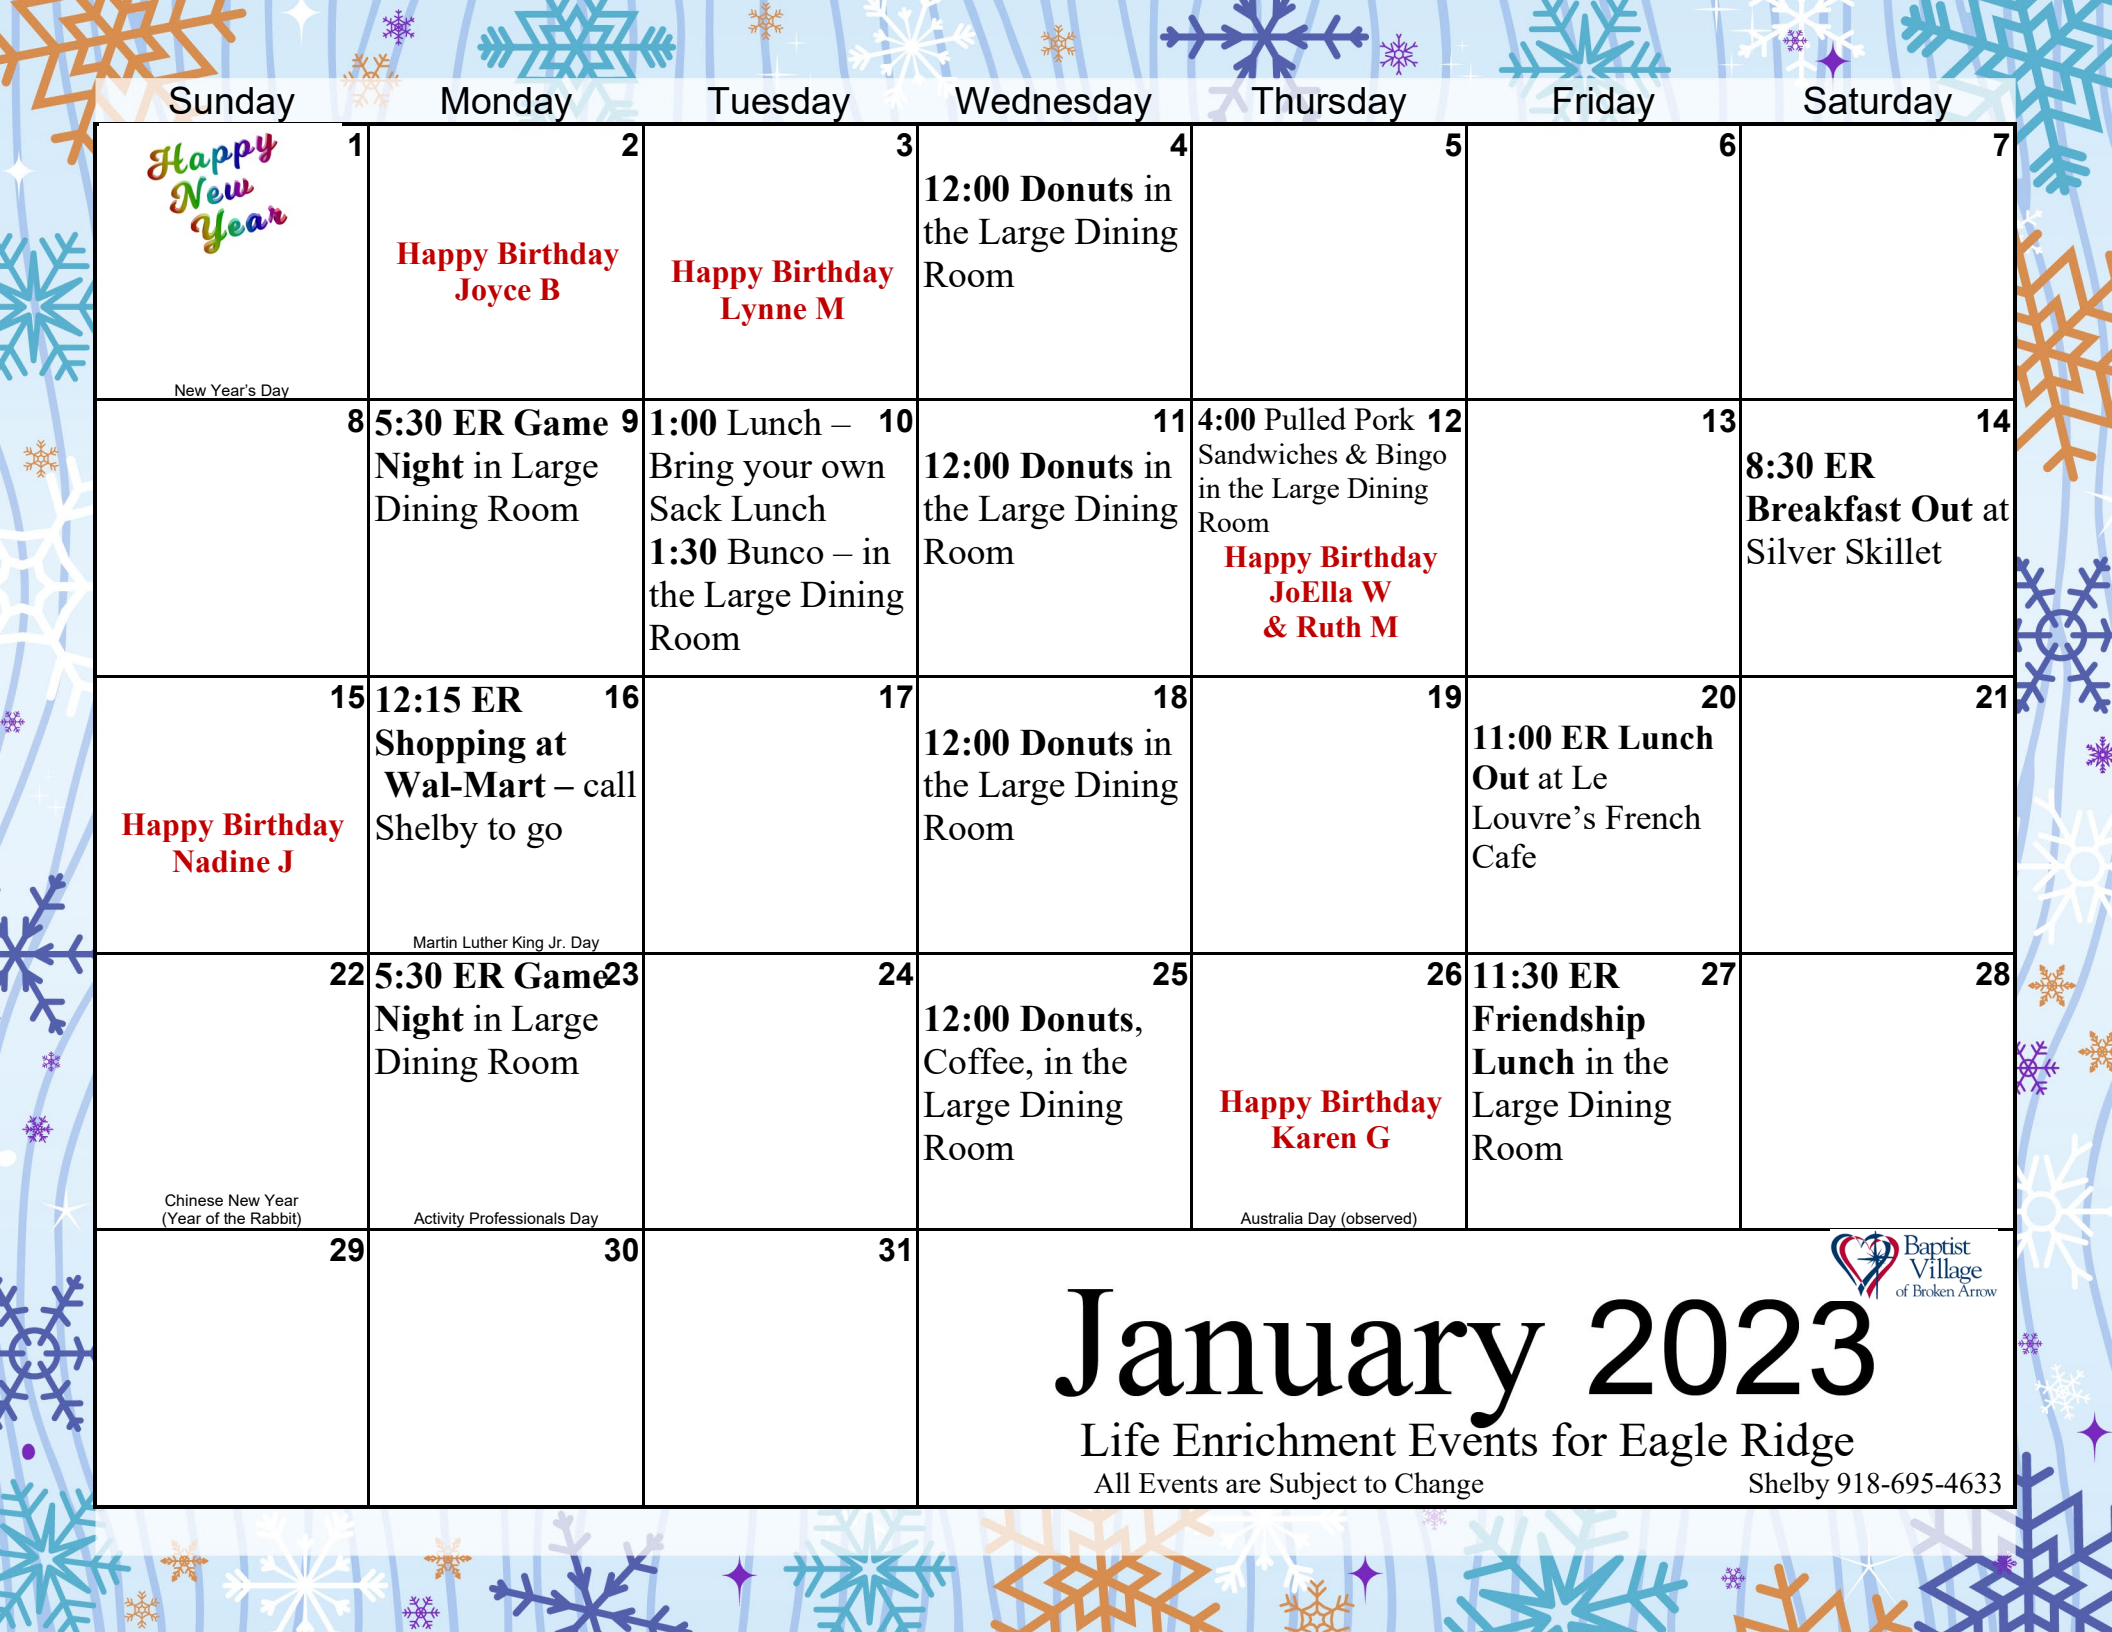 Sunday Monday Tuesday Wednesday Thursday Friday Saturday
Happy
New
Year
1
New Year's Day
2
Happy Birthday
Joyce B
3
Happy Birthday
Lynne M
4
12:00 Donuts in
the Large Dining
Room
5
6
7
8
5:30 ER Game 9
Night in Large
Dining Room
1:00 Lunch – 10
Bring your own
Sack Lunch
1:30 Bunco – in
the Large Dining
Room
11
12:00 Donuts in
the Large Dining
Room
4:00 Pulled Pork 12
Sandwiches & Bingo
in the Large Dining
Room
Happy Birthday
JoElla W
& Ruth M
13
14
8:30 ER
Breakfast Out at
Silver Skillet
15
Happy Birthday
Nadine J
12:15 ER 16
Shopping at
Wal-Mart – call
Shelby to go
Martin Luther King Jr. Day
17
18
12:00 Donuts in
the Large Dining
Room
19
20
11:00 ER Lunch
Out at Le
Louvre's French
Cafe
21
22
Chinese New Year
(Year of the Rabbit)
5:30 ER Game 23
Night in Large
Dining Room
Activity Professionals Day
24
25
12:00 Donuts,
Coffee, in the
Large Dining
Room
26
Happy Birthday
Karen G
Australia Day (observed)
11:30 ER 27
Friendship
Lunch in the
Large Dining
Room
28
29
30
31
Baptist
Village
of Broken Arrow
January 2023
Life Enrichment Events for Eagle Ridge
All Events are Subject to Change Shelby 918-695-4633